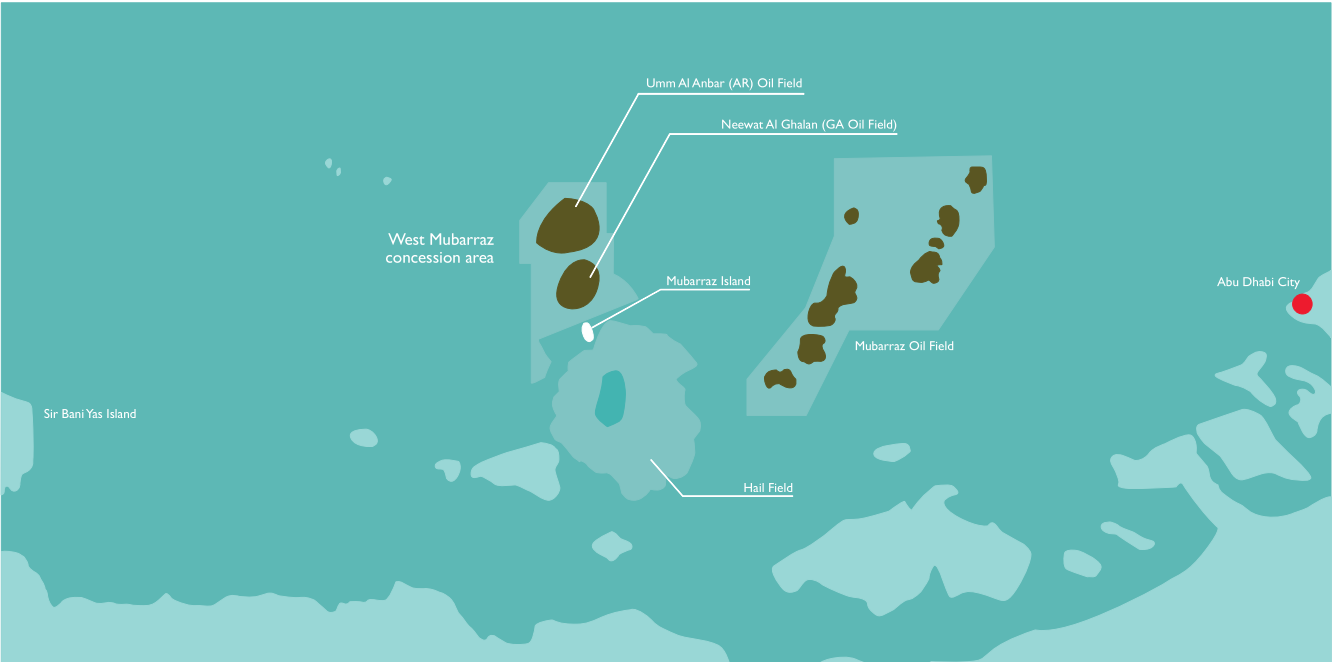 Umm Al Anbar (AR) Oil Field
Neewat Al Ghalan (GA Oil Field)
West Mubarraz
concession area
Mubarraz Island
Abu Dhabi City
Mubarraz Oil Field
Sir Bani Yas Island
Hail Field